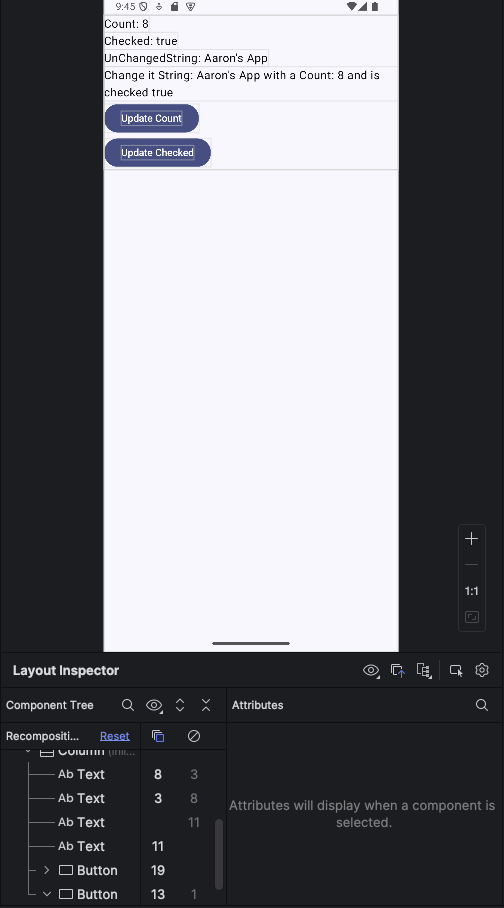 9:45
Count: 8
Checked: true
UnChangedString: Aaron's App
Change it String: Aaron's App with a Count: 8 and is
checked true
Update Count
Update Checked
1:1
Layout Inspector
Component Tree
Attributes
Recompositi... Reset
Column (inli...
Ab Text 8 3
Ab Text 3 8
Ab Text 11
Ab Text 11
Button 19
Button 13 1
Attributes will display when a component is
selected.